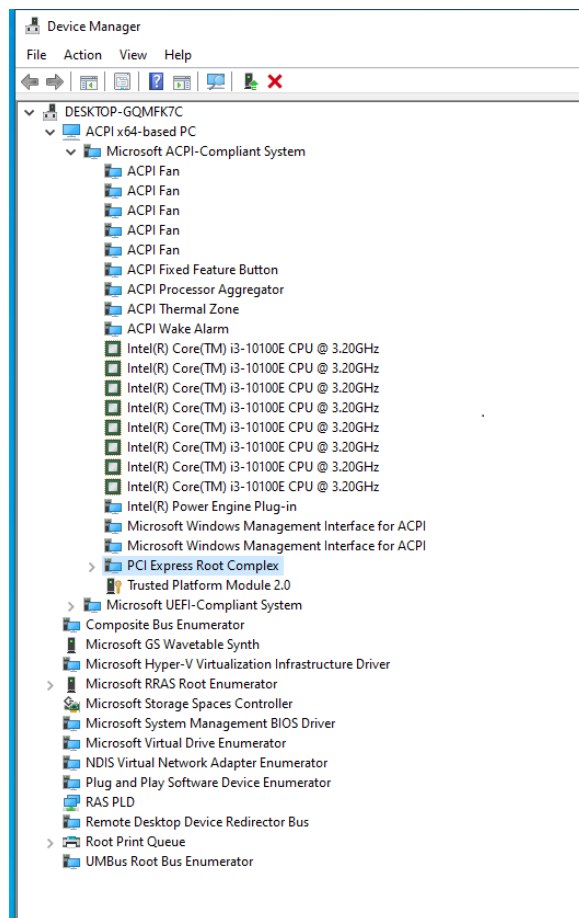 Device Manager
File Action View Help
DESKTOP-GQMFK7C
ACPI x64-based PC
Microsoft ACPI-Compliant System
ACPI Fan
ACPI Fan
ACPI Fan
ACPI Fan
ACPI Fan
ACPI Fixed Feature Button
ACPI Processor Aggregator
ACPI Thermal Zone
ACPI Wake Alarm
Intel(R) Core(TM) i3-10100E CPU @ 3.20GHz
Intel(R) Core(TM) i3-10100E CPU @ 3.20GHz
Intel(R) Core(TM) i3-10100E CPU @ 3.20GHz
Intel(R) Core(TM) i3-10100E CPU @ 3.20GHz
Intel(R) Core(TM) i3-10100E CPU @ 3.20GHz
Intel(R) Core(TM) i3-10100E CPU @ 3.20GHz
Intel(R) Core(TM) i3-10100E CPU @ 3.20GHz
Intel(R) Core(TM) i3-10100E CPU @ 3.20GHz
Intel(R) Power Engine Plug-in
Microsoft Windows Management Interface for ACPI
Microsoft Windows Management Interface for ACPI
PCI Express Root Complex
Trusted Platform Module 2.0
Microsoft UEFI-Compliant System
Composite Bus Enumerator
Microsoft GS Wavetable Synth
Microsoft Hyper-V Virtualization Infrastructure Driver
Microsoft RRAS Root Enumerator
Microsoft Storage Spaces Controller
Microsoft System Management BIOS Driver
Microsoft Virtual Drive Enumerator
NDIS Virtual Network Adapter Enumerator
Plug and Play Software Device Enumerator
RAS PLD
Remote Desktop Device Redirector Bus
Root Print Queue
UMBus Root Bus Enumerator